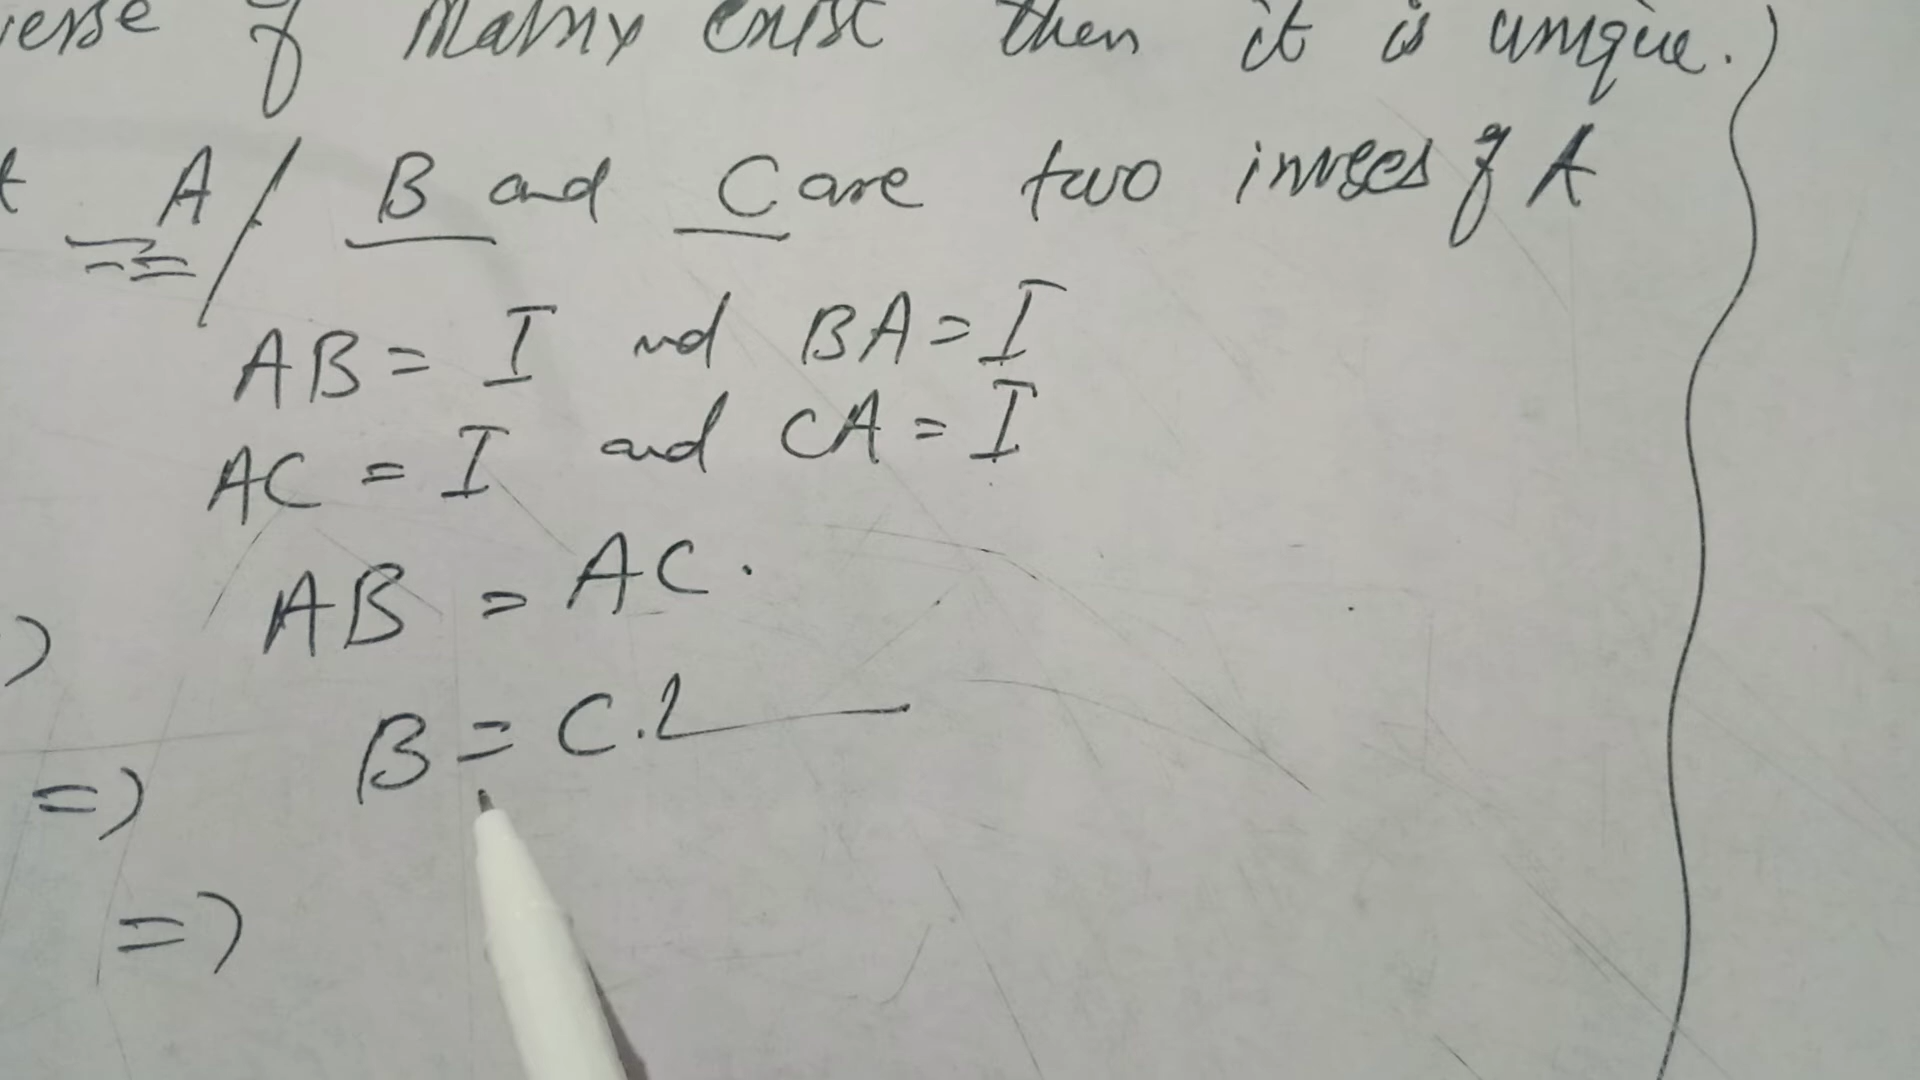 of Matrix exist then it is unique.
A / B and C are two inverses of A
AB = I and BA = I
AC = I and CA = I
AB = AC.
=> B = C.
=>